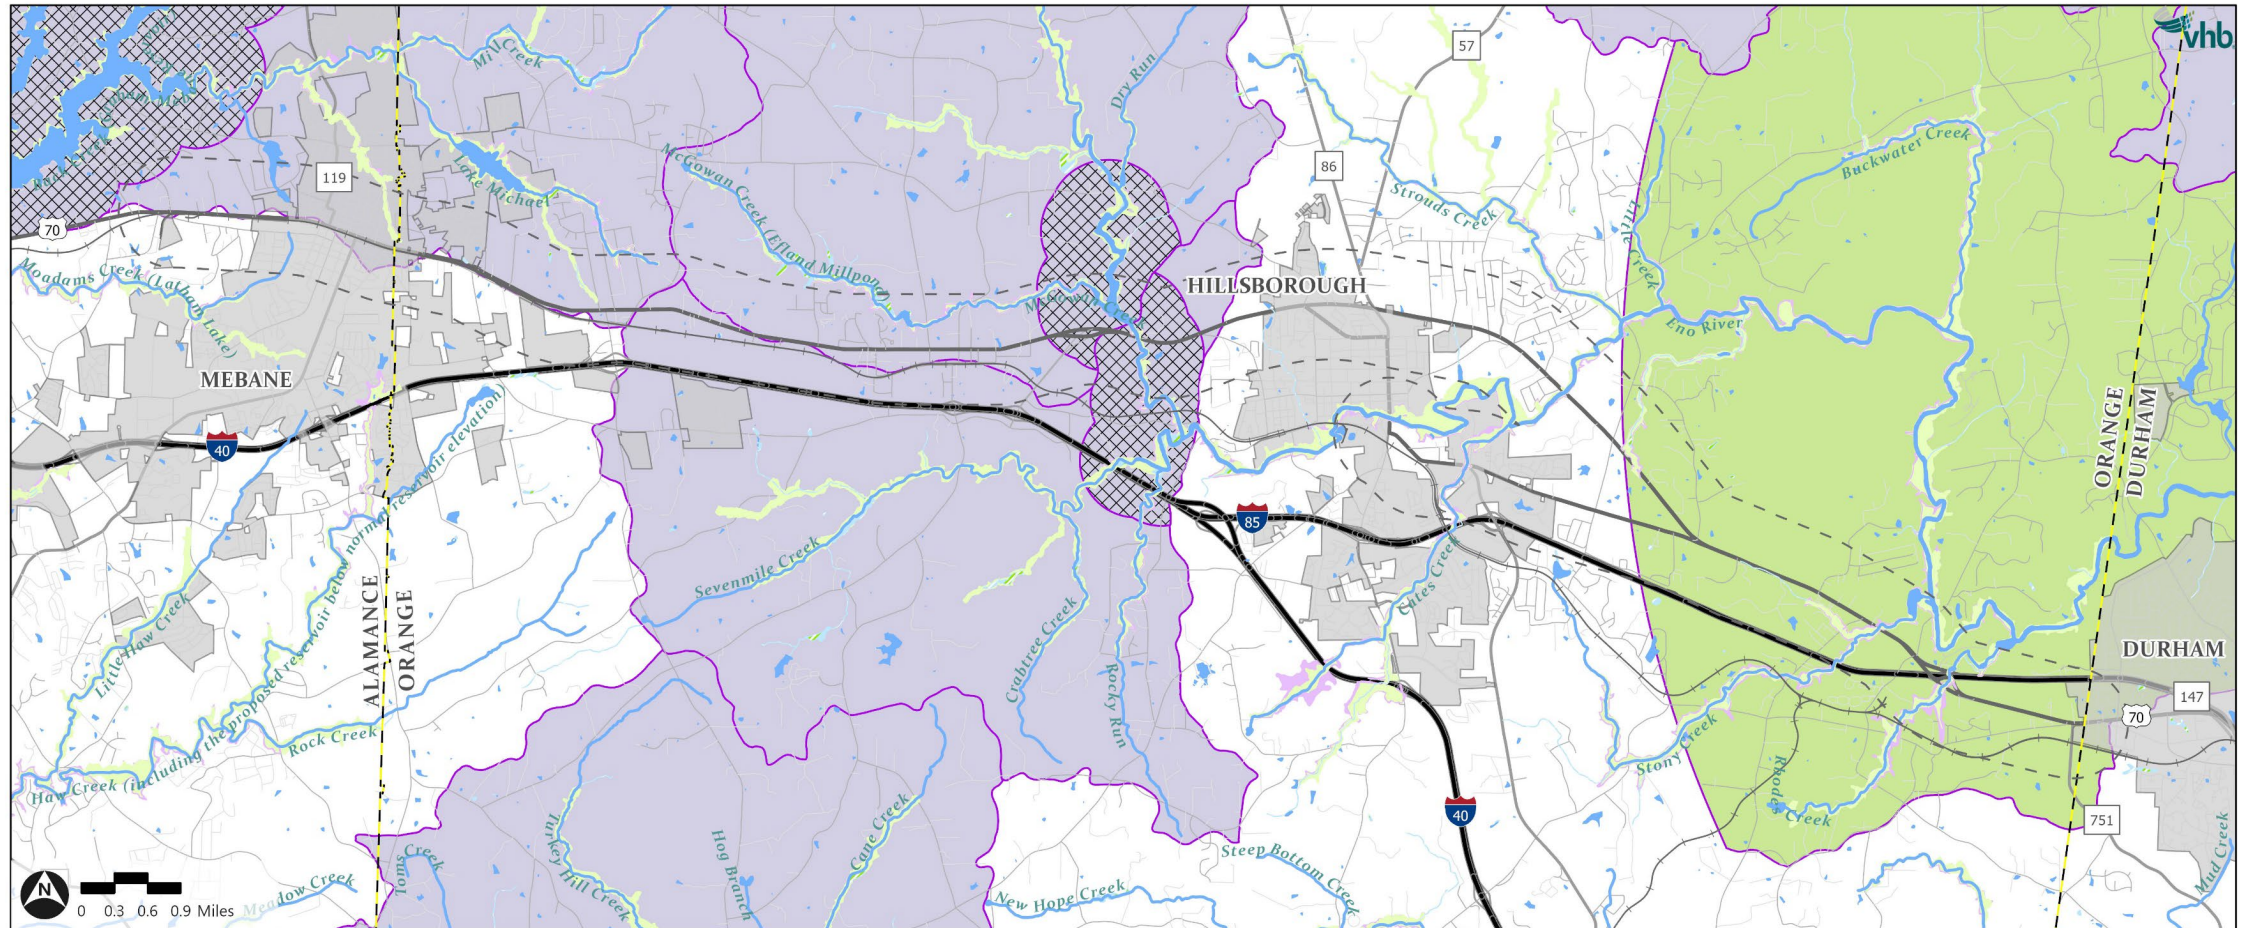 vhb
57
Mill Creek
Dry Run
Buckwater Creek
86
119
Lake Michael
McGowan Creek (Efland Millpond)
Strouds Creek
Little Creek
70
Moadams Creek (Latham Lake)
HILLSBOROUGH
McGowan Creek
Eno River
MEBANE
40
ORANGE
DURHAM
85
Sevenmile Creek
Cates Creek
Little Haw Creek
ALAMANCE
ORANGE
Crabtree Creek
Rocky Run
DURHAM
147
70
Rock Creek
Stony Creek
Rhodes Creek
Haw Creek (including the proposed reservoir below normal reservoir elevation)
40
751
Turkey Hill Creek
Hog Branch
Cane Creek
Toms Creek
Steep Bottom Creek
Mud Creek
Meadow Creek
New Hope Creek
N
0 0.3 0.6 0.9 Miles